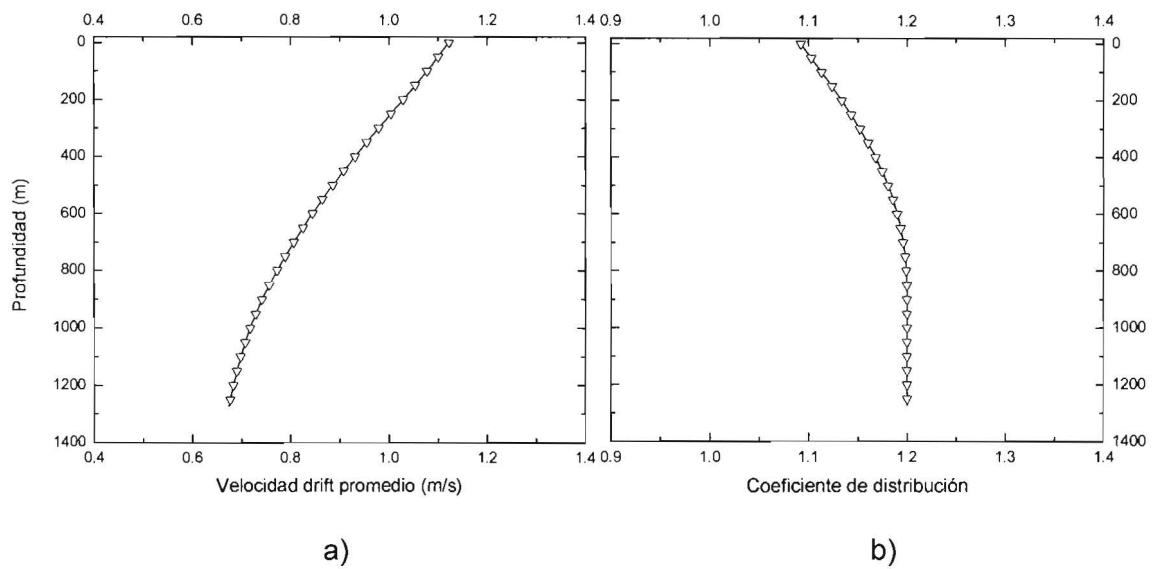 0.4 0.6 0.8 1.0 1.2 1.4 0.9 1.0 1.1 1.2 1.3 1.4
0 0
200 200
400 400
600 600
800 800
1000 1000
1200 1200
1400 1400
Profundidad (m)
0.4 0.6 0.8 1.0 1.2 1.4 0.9 1.0 1.1 1.2 1.3 1.4
Velocidad drift promedio (m/s) Coeficiente de distribución
a) b)